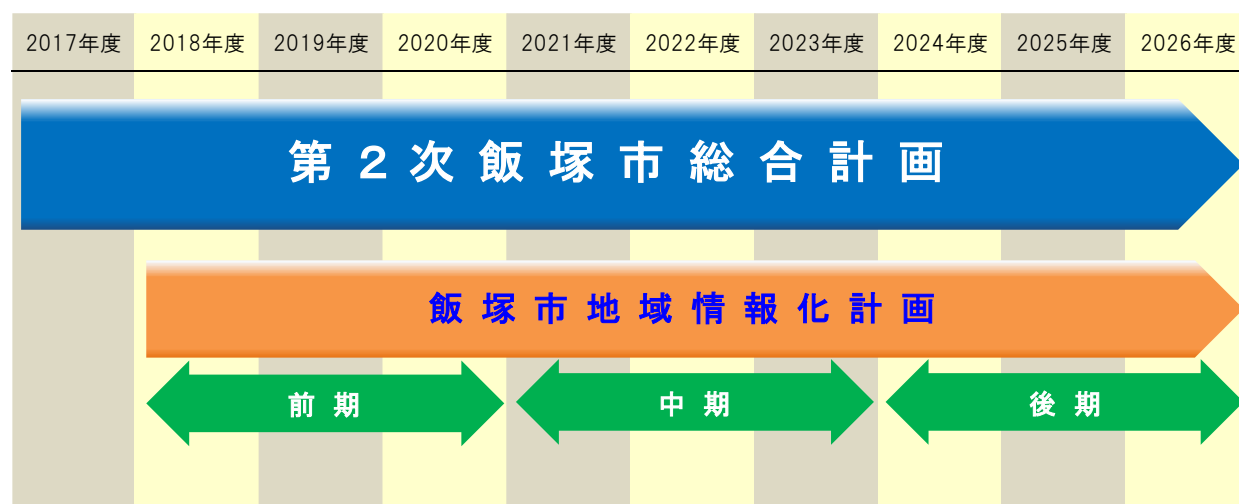 2017年度 2018年度 2019年度 2020年度 2021年度 2022年度 2023年度 2024年度 2025年度 2026年度
第２次飯塚市総合計画
飯塚市地域情報化計画
前期 中期 後期